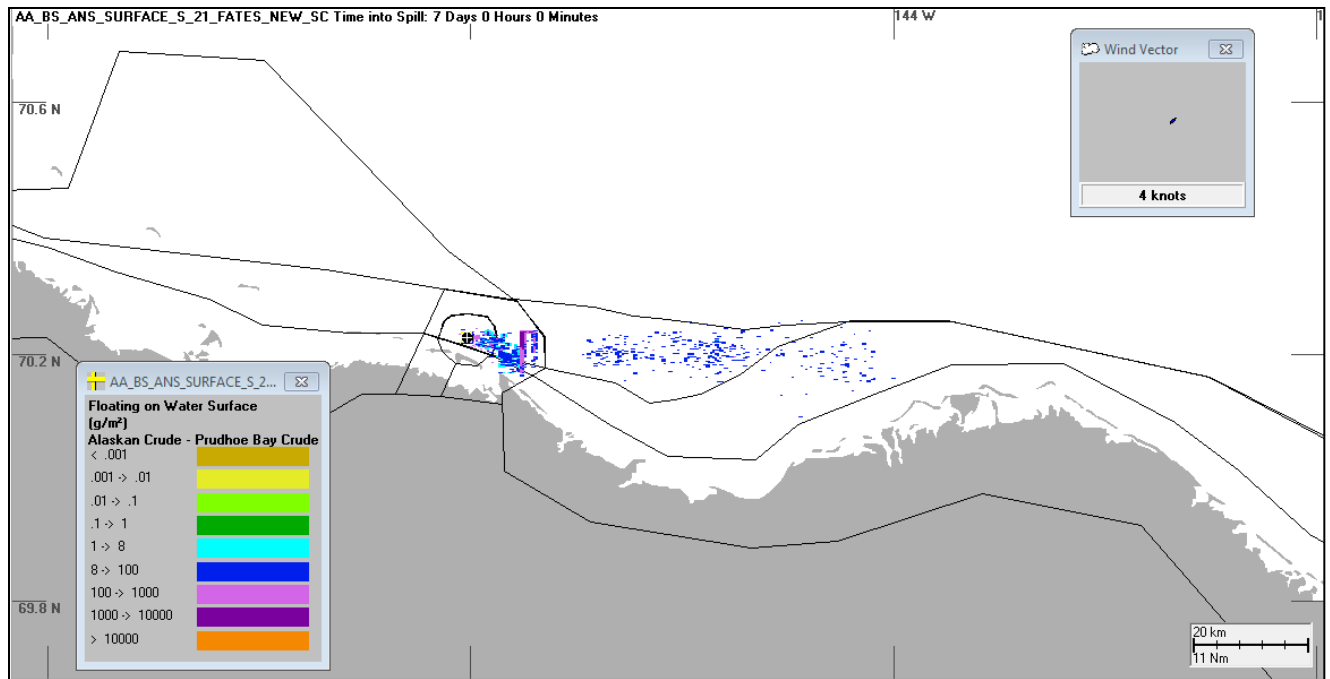 AA_BS_ANS_SURFACE_S_21_FATES_NEW_SC Time into Spill: 7 Days 0 Hours 0 Minutes
144 W
Wind Vector
4 knots
70.6 N
70.2 N
69.8 N
AA_BS_ANS_SURFACE_S_2...
Floating on Water Surface
(g/m²)
Alaskan Crude - Prudhoe Bay Crude
< .001
.001 -> .01
.01 -> .1
.1 -> 1
1 -> 8
8 -> 100
100 -> 1000
1000 -> 10000
> 10000
20 km
11 Nm